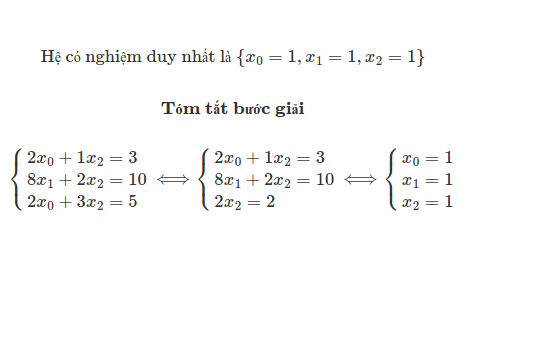 Hệ có nghiệm duy nhất là {x₀ = 1, x₁ = 1, x₂ = 1}
Tóm tắt bước giải
{ 2x₀ + 1x₂ = 3
8x₁ + 2x₂ = 10
2x₀ + 3x₂ = 5
⟺
{ 2x₀ + 1x₂ = 3
8x₁ + 2x₂ = 10
2x₂ = 2
⟺
{ x₀ = 1
x₁ = 1
x₂ = 1